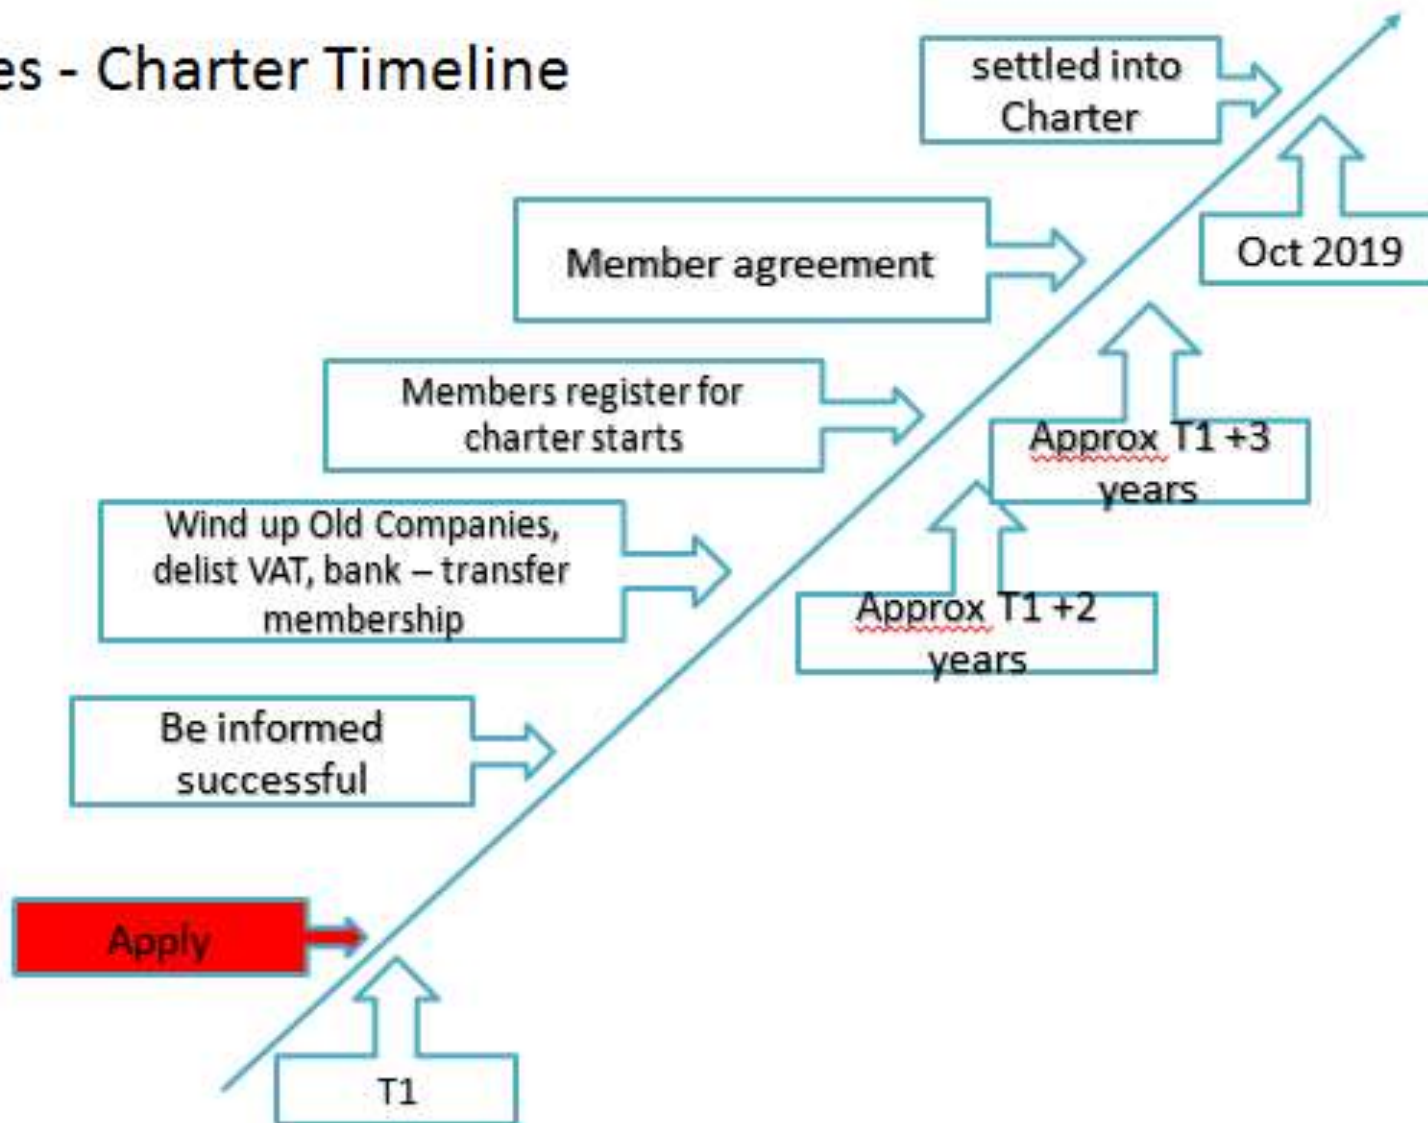 es - Charter Timeline
settled into
Charter
Oct 2019
Member agreement
Members register for
charter starts
Approx T1 +3
years
Wind up Old Companies,
delist VAT, bank – transfer
membership
Approx T1 +2
years
Be informed
successful
Apply
T1